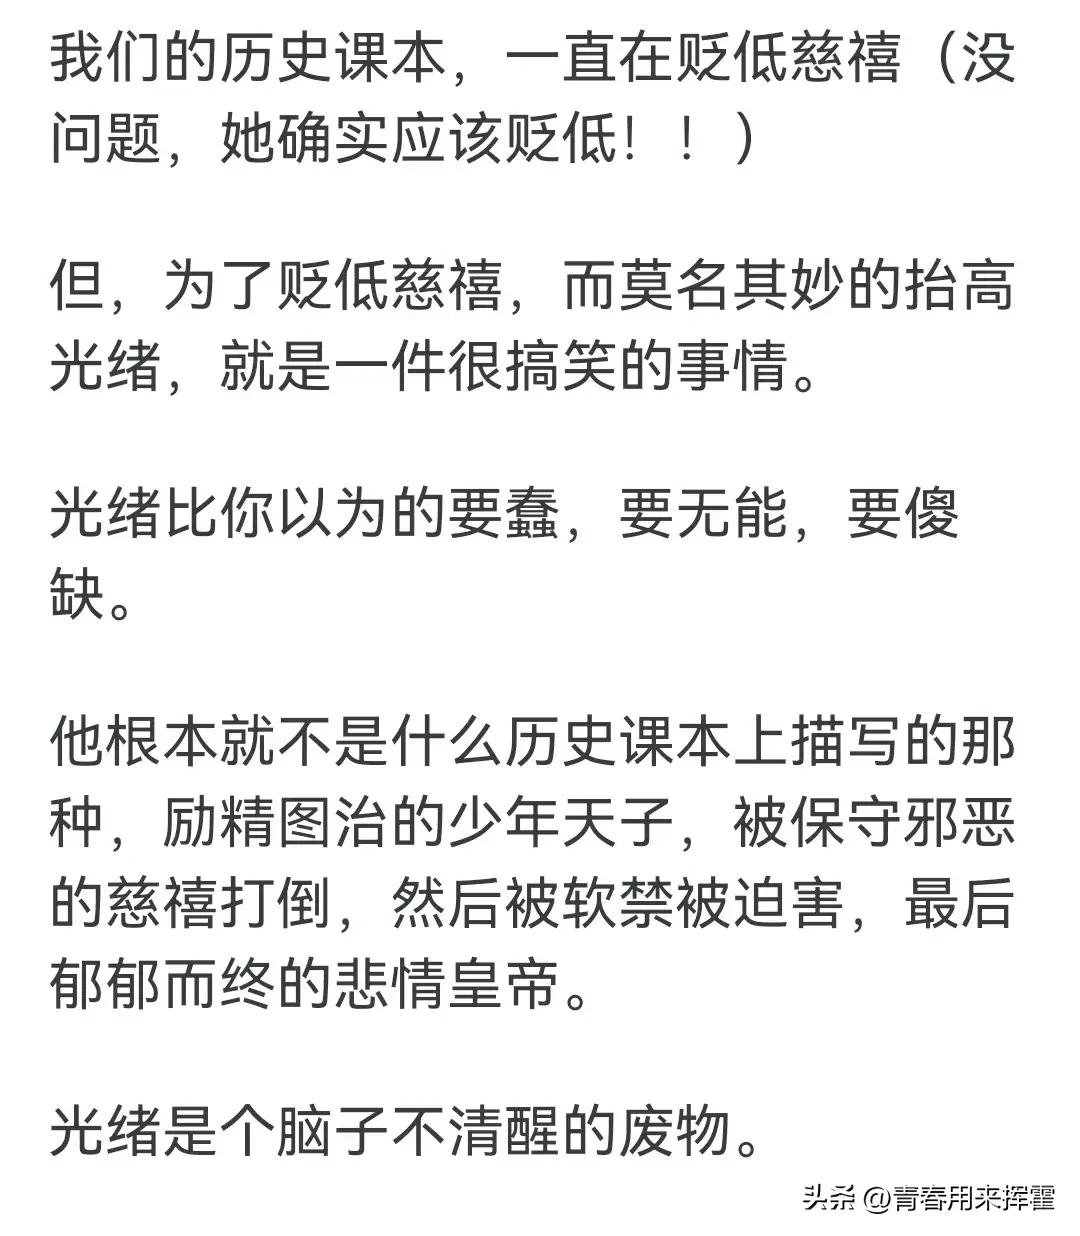 我们的历史课本，一直在贬低慈禧（没
问题，她确实应该贬低！！）
但，为了贬低慈禧，而莫名其妙的抬高
光绪，就是一件很搞笑的事情。
光绪比你以为的要蠢，要无能，要傻
缺。
他根本就不是什么历史课本上描写的那
种，励精图治的少年天子，被保守邪恶
的慈禧打倒，然后被软禁被迫害，最后
郁郁而终的悲情皇帝。
光绪是个脑子不清醒的废物。
头条 @青春用来挥霍